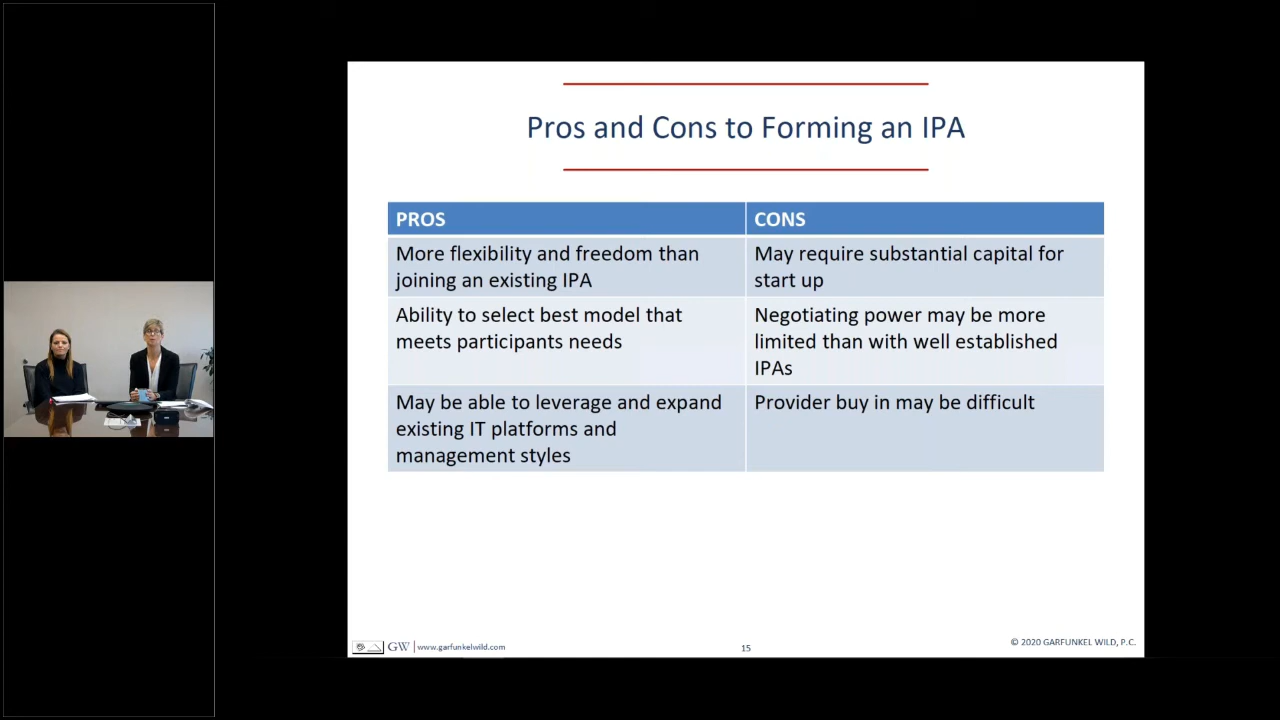 Pros and Cons to Forming an IPA
PROS
CONS
More flexibility and freedom than
joining an existing IPA
May require substantial capital for
start up
Ability to select best model that
meets participants needs
Negotiating power may be more
limited than with well established
IPAs
May be able to leverage and expand
existing IT platforms and
management styles
Provider buy in may be difficult
GW
www.garfunkelwild.com
15
© 2020 GARFUNKEL WILD, P.C.